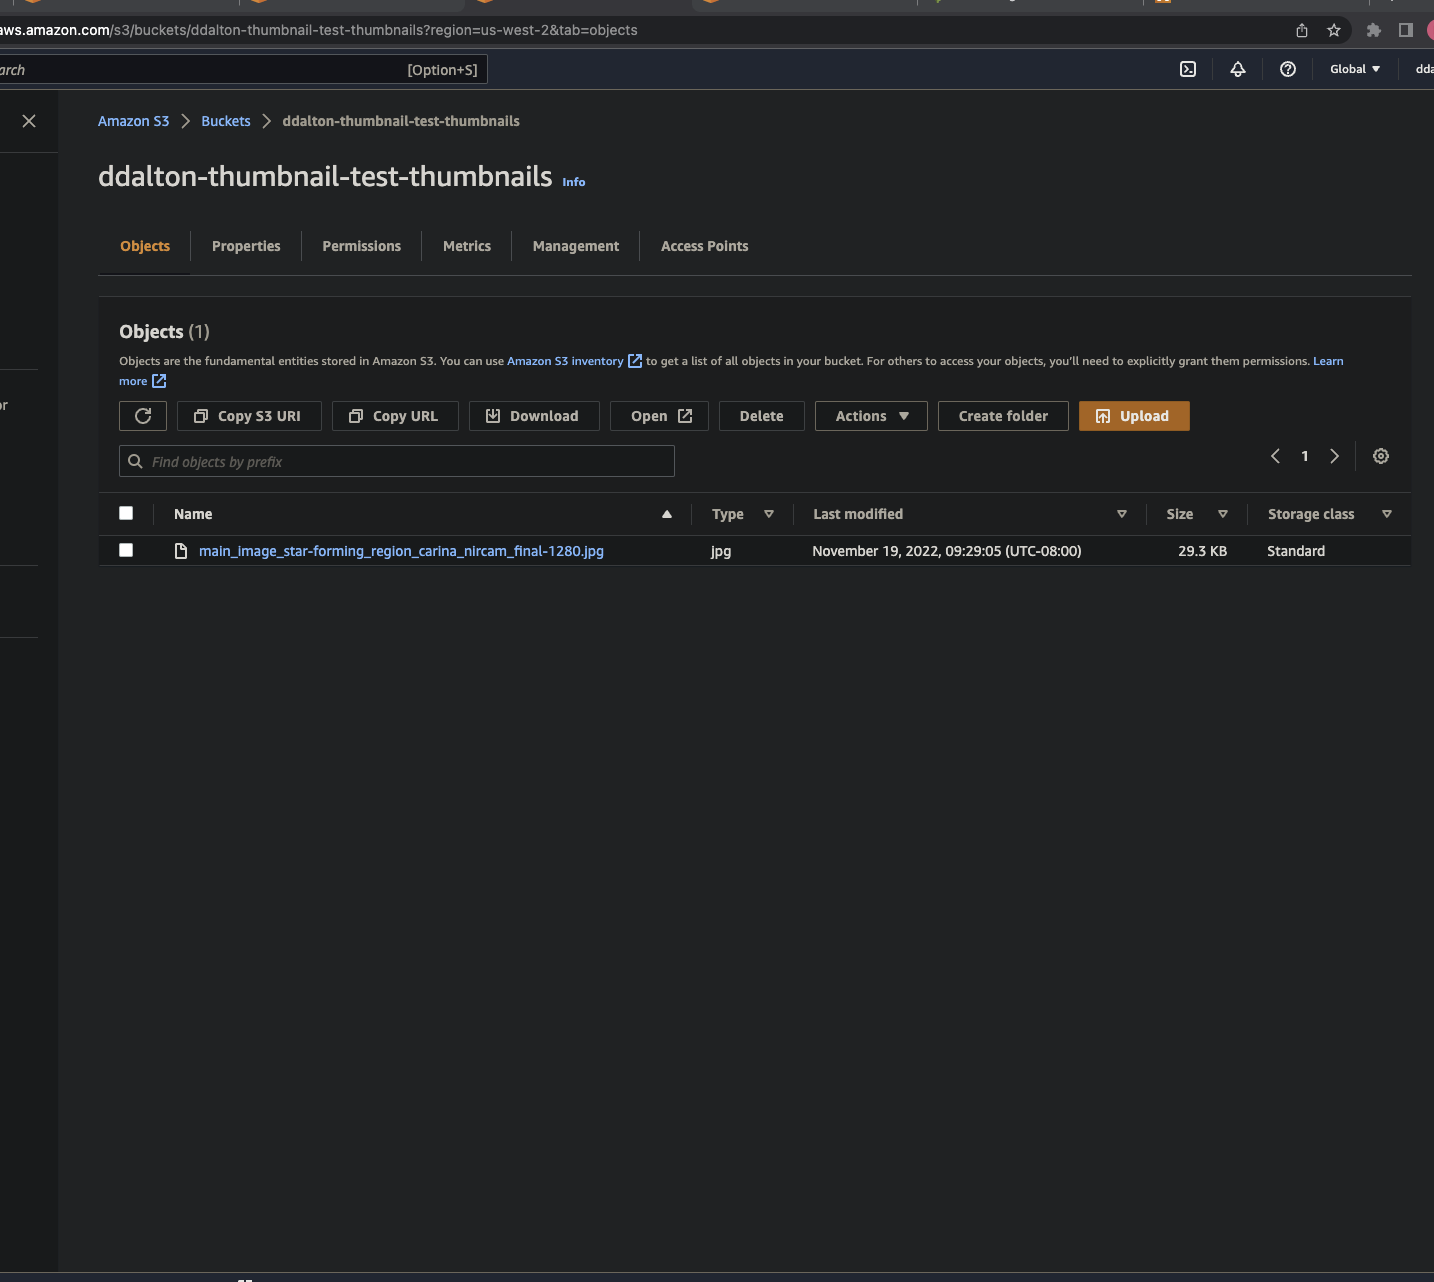 aws.amazon.com/s3/buckets/ddalton-thumbnail-test-thumbnails?region=us-west-2&tab=objects
arch [Option+S] Global dda
Amazon S3 Buckets ddalton-thumbnail-test-thumbnails
ddalton-thumbnail-test-thumbnails Info
Objects Properties Permissions Metrics Management Access Points
Objects (1)
Objects are the fundamental entities stored in Amazon S3. You can use Amazon S3 inventory to get a list of all objects in your bucket. For others to access your objects, you’ll need to explicitly grant them permissions. Learn
more
or
Copy S3 URI Copy URL Download Open Delete Actions Create folder Upload
Find objects by prefix 1
Name Type Last modified Size Storage class
main_image_star-forming_region_carina_nircam_final-1280.jpg jpg November 19, 2022, 09:29:05 (UTC-08:00) 29.3 KB Standard